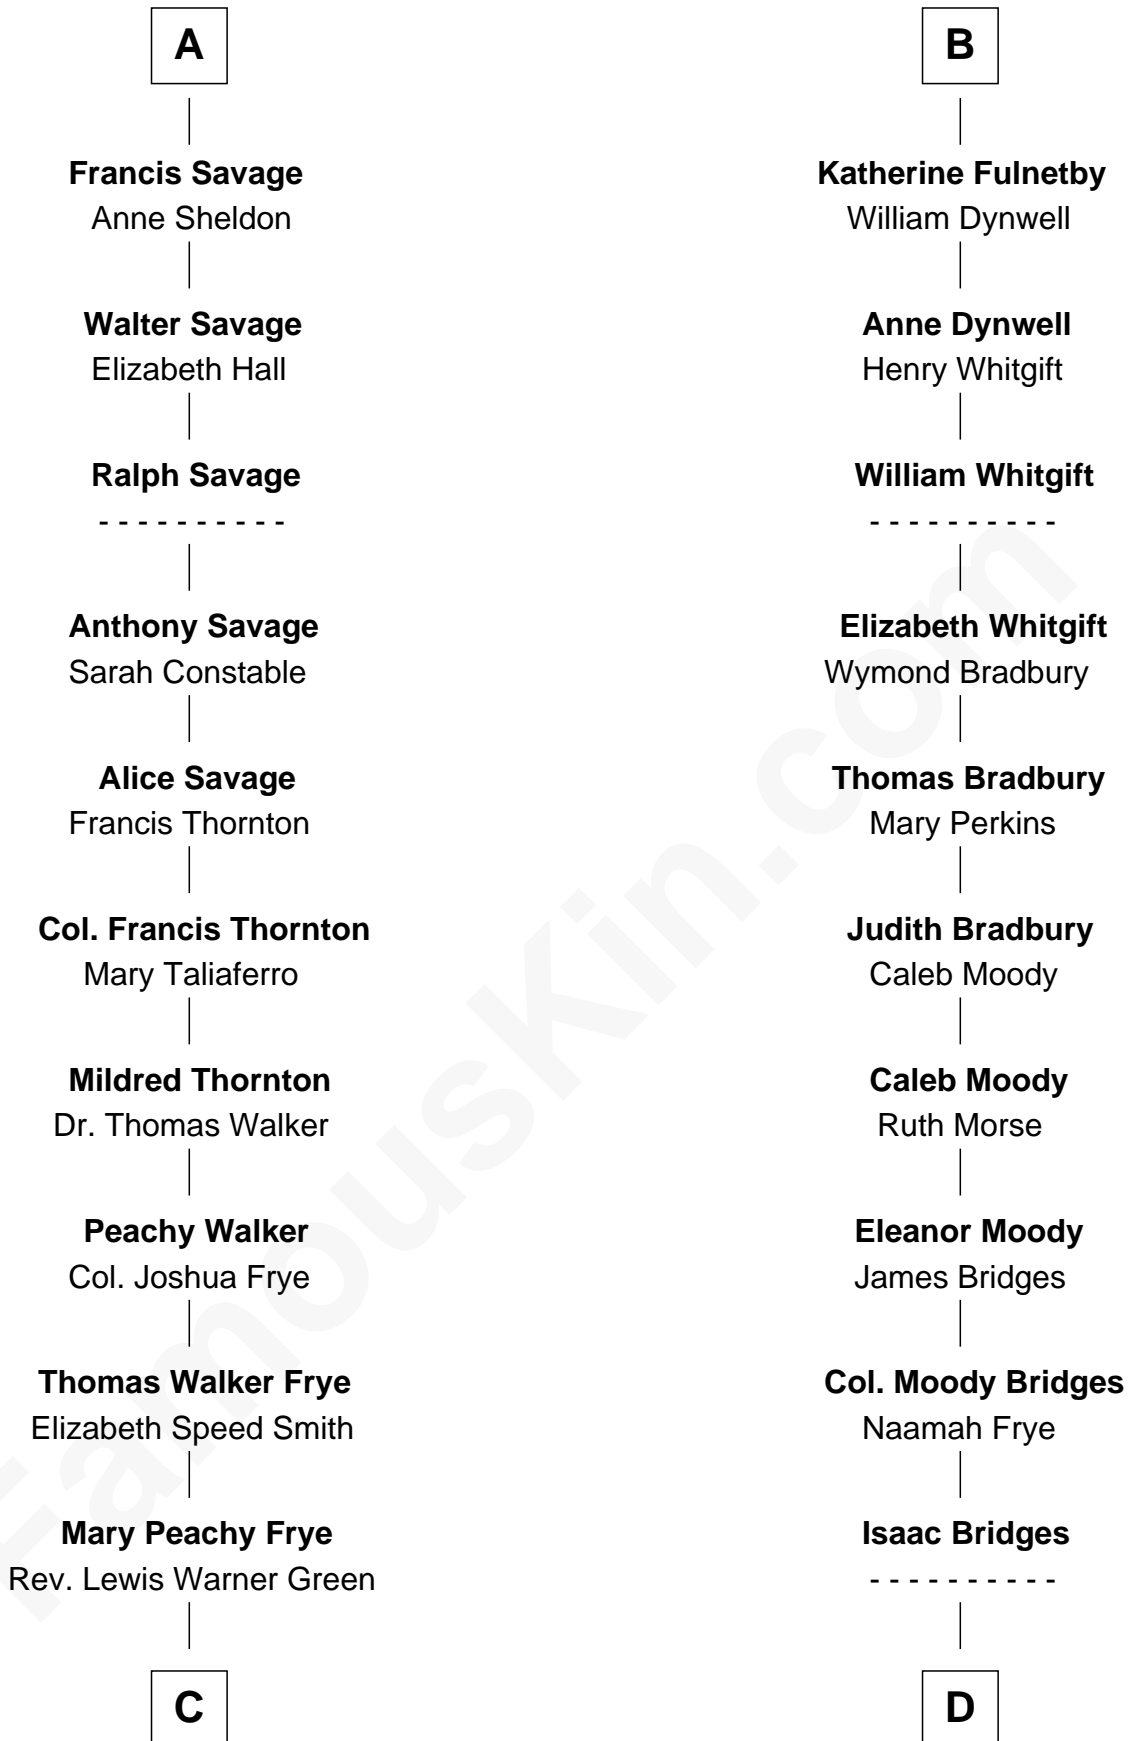 A
Francis Savage
Anne Sheldon
Walter Savage
Elizabeth Hall
Ralph Savage
- - - - - - - - - -
Anthony Savage
Sarah Constable
Alice Savage
Francis Thornton
Col. Francis Thornton
Mary Taliaferro
Mildred Thornton
Dr. Thomas Walker
Peachy Walker
Col. Joshua Frye
Thomas Walker Frye
Elizabeth Speed Smith
Mary Peachy Frye
Rev. Lewis Warner Green
C
B
Katherine Fulnetby
William Dynwell
Anne Dynwell
Henry Whitgift
William Whitgift
- - - - - - - - - -
Elizabeth Whitgift
Wymond Bradbury
Thomas Bradbury
Mary Perkins
Judith Bradbury
Caleb Moody
Caleb Moody
Ruth Morse
Eleanor Moody
James Bridges
Col. Moody Bridges
Naamah Frye
Isaac Bridges
- - - - - - - - - -
D
FamousKin.com